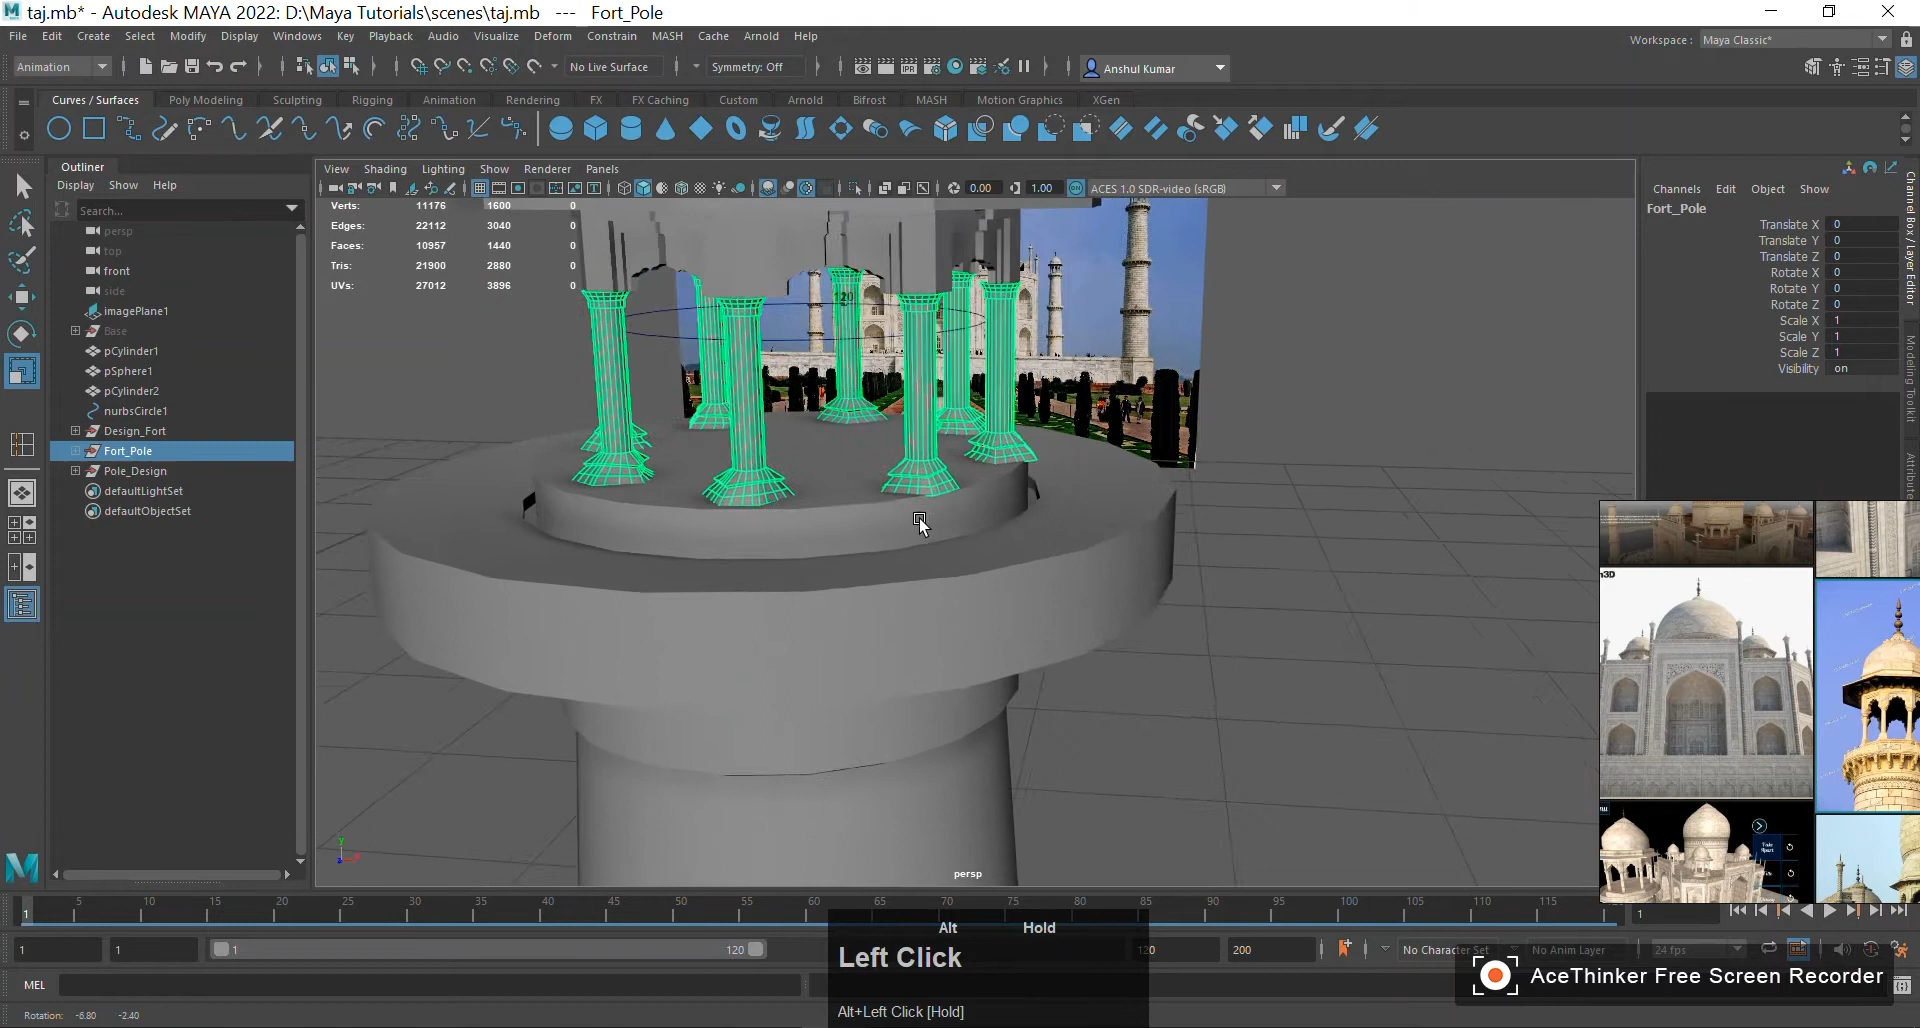 taj.mb* - Autodesk MAYA 2022: D:\Maya Tutorials\scenes\taj.mb --- Fort_Pole
File Edit Create Select Modify Display Windows Key Playback Audio Visualize Deform Constrain MASH Cache Arnold Help
Workspace: Maya Classic*
Animation No Live Surface Symmetry: Off Anshul Kumar
Curves / Surfaces Poly Modeling Sculpting Rigging Animation Rendering FX FX Caching Custom Arnold Bifrost MASH Motion Graphics XGen
Outliner
Display Show Help
Search...
persp
top
front
side
imagePlane1
Base
pCylinder1
pSphere1
pCylinder2
nurbsCircle1
Design_Fort
Fort_Pole
Pole_Design
defaultLightSet
defaultObjectSet
View Shading Lighting Show Renderer Panels
0.00 1.00 ACES 1.0 SDR-video (sRGB)
Verts: 11176 1600 0
Edges: 22112 3040 0
Faces: 10957 1440 0
Tris: 21900 2880 0
UVs: 27012 3896 0
120
persp
y
Channels Edit Object Show
Fort_Pole
Translate X 0
Translate Y 0
Translate Z 0
Rotate X 0
Rotate Y 0
Rotate Z 0
Scale X 1
Scale Y 1
Scale Z 1
Visibility on
Channel Box / Layer Editor
Modeling Toolkit
Attribute
1 5 10 15 20 25 30 35 40 45 50 55 60 65 70 75 80 85 90 95 100 105 110 115
1
1 1 1 120 120 200 No Character Set No Anim Layer 24 fps
Alt Hold
Left Click
Alt+Left Click [Hold]
MEL
Rotation: -6.80 -2.40
AceThinker Free Screen Recorder